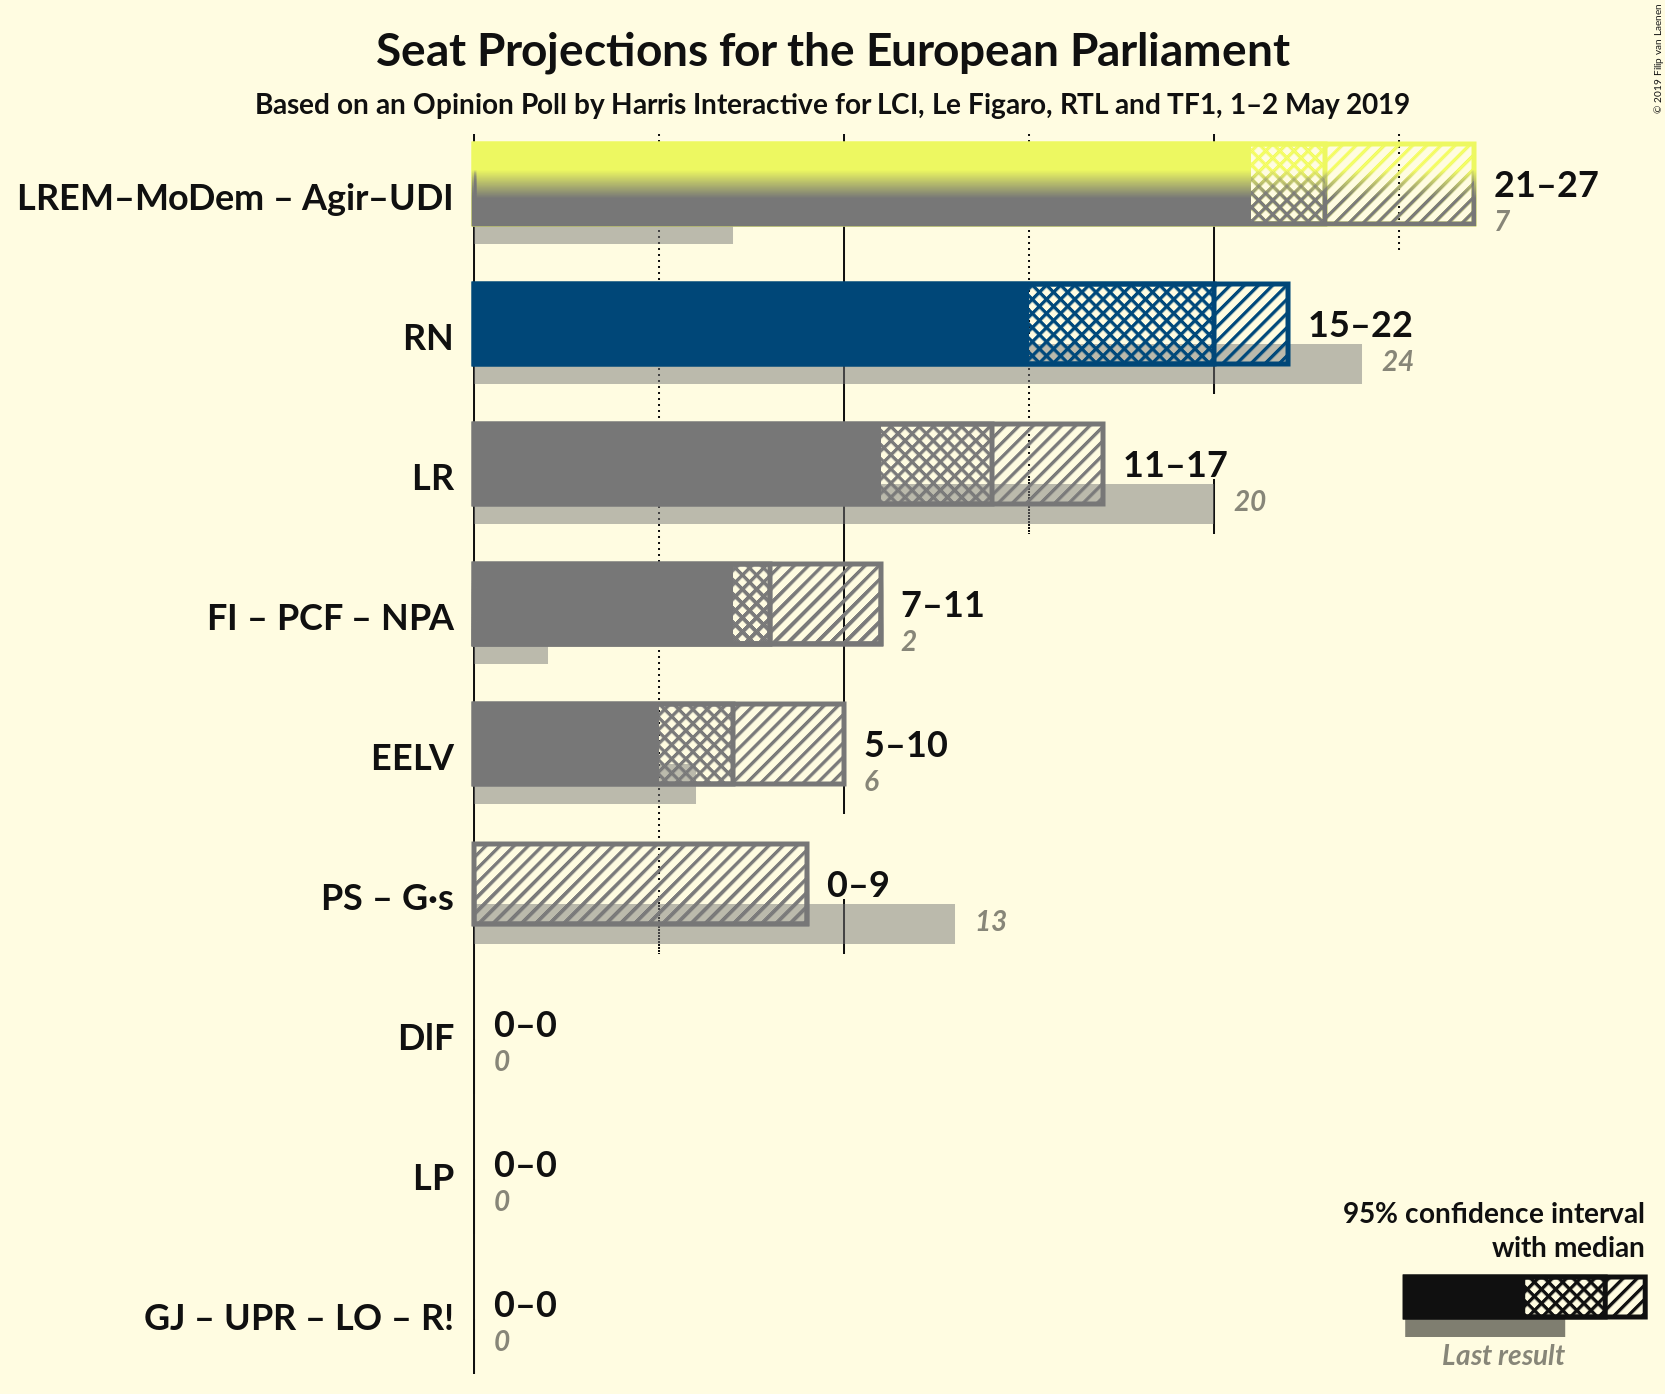 Seat Projections for the European Parliament
Based on an Opinion Poll by Harris Interactive for LCI, Le Figaro, RTL and TF1, 1–2 May 2019
© 2019 Filip van Laenen
LREM–MoDem – Agir–UDI
21–27
7
RN
15–22
24
LR
11–17
20
FI – PCF – NPA
7–11
2
EELV
5–10
6
PS – G·s
0–9
13
DlF
0–0
0
LP
0–0
0
GJ – UPR – LO – R!
0–0
0
95% confidence interval
with median
Last result